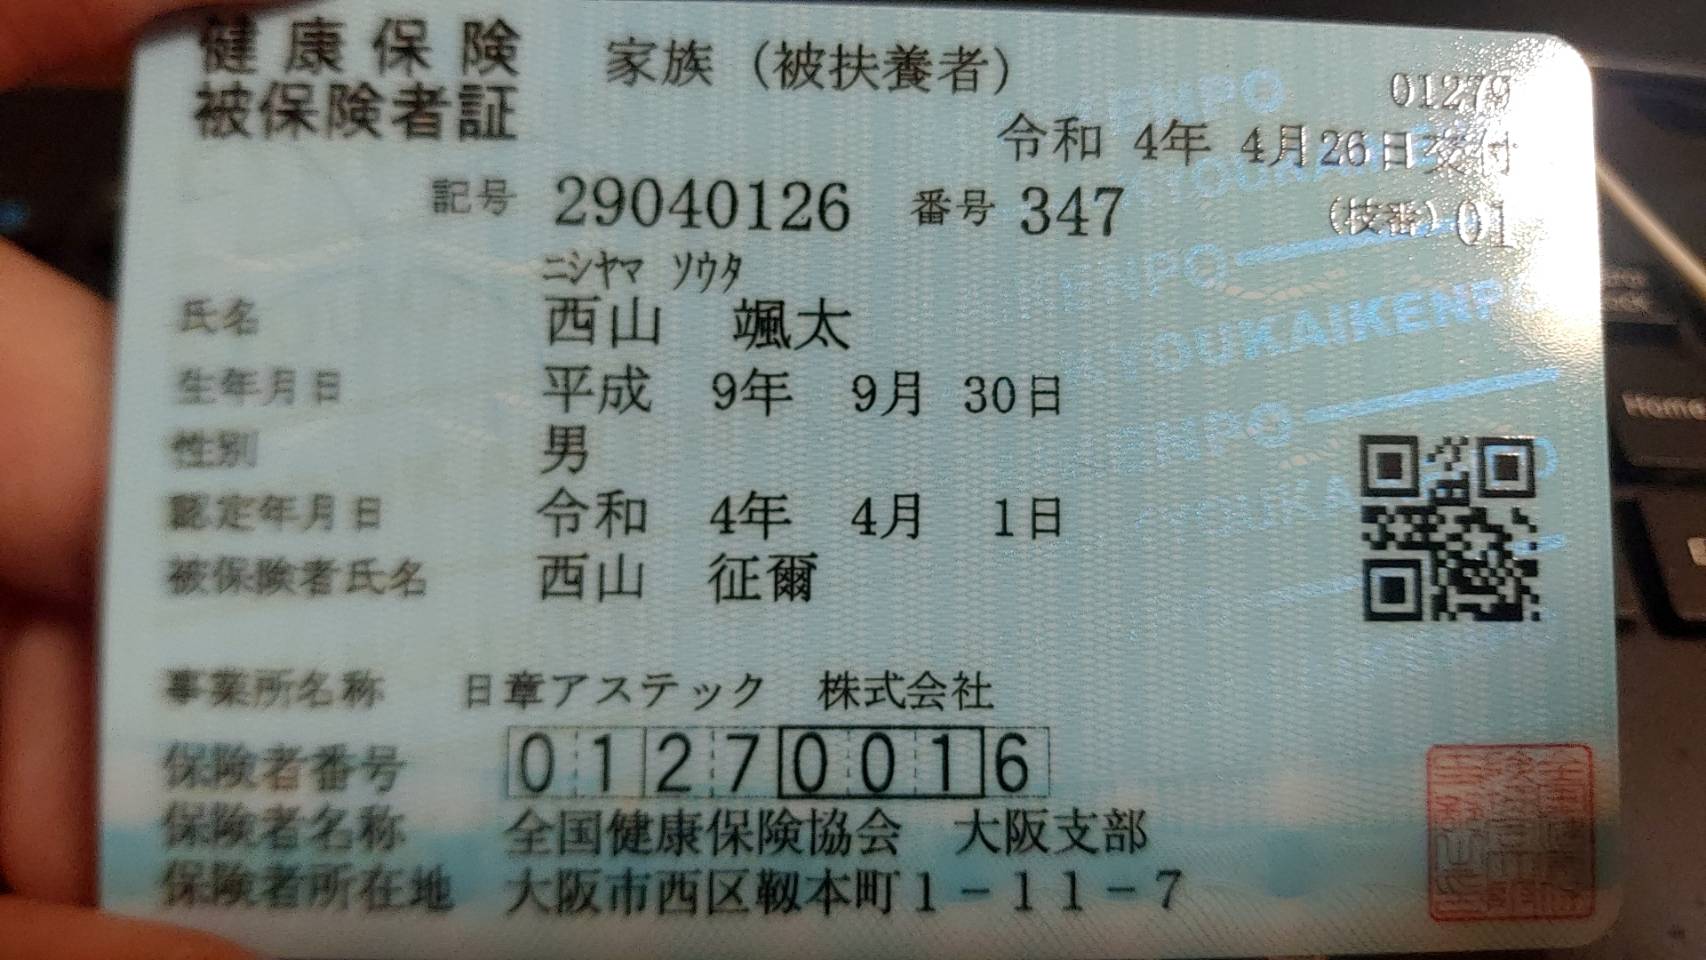 健康保険 家族（被扶養者） 01279
被保険者証 令和 4年 4月26日交付
記号 29040126 番号 347 （枝番）01
ニシヤマ ソウタ
氏名 西山 颯太
生年月日 平成 9年 9月 30日
性別 男
認定年月日 令和 4年 4月 1日
被保険者氏名 西山 征爾
事業所名称 日章アステック 株式会社
保険者番号 01270016
保険者名称 全国健康保険協会 大阪支部
保険者所在地 大阪市西区靱本町1-11-7
KENPO
KYOUKAIKENPO
Home